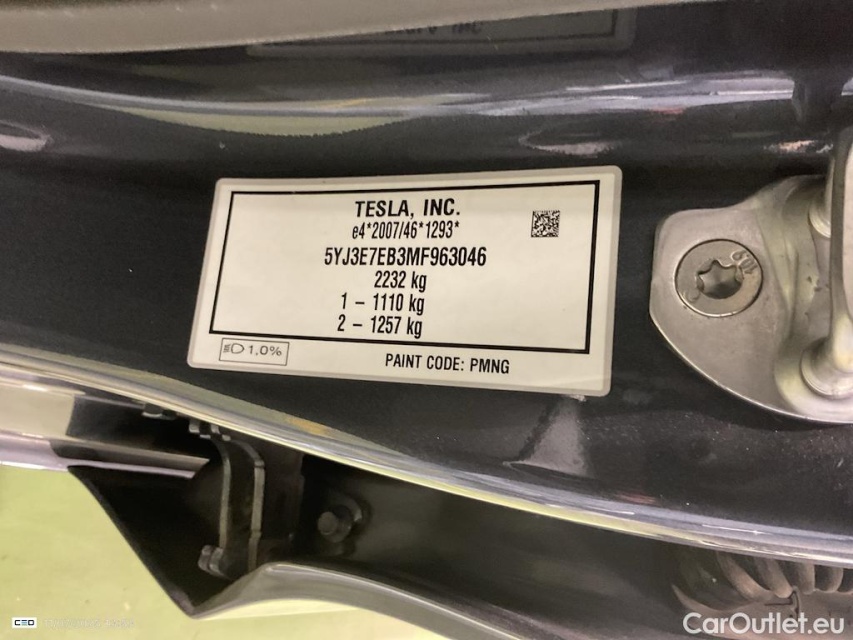 TESLA, INC.
e4*2007/46*1293*
5YJ3E7EB3MF963046
2232 kg
1 – 1110 kg
2 – 1257 kg
1,0%
PAINT CODE: PMNG
CarOutlet.eu